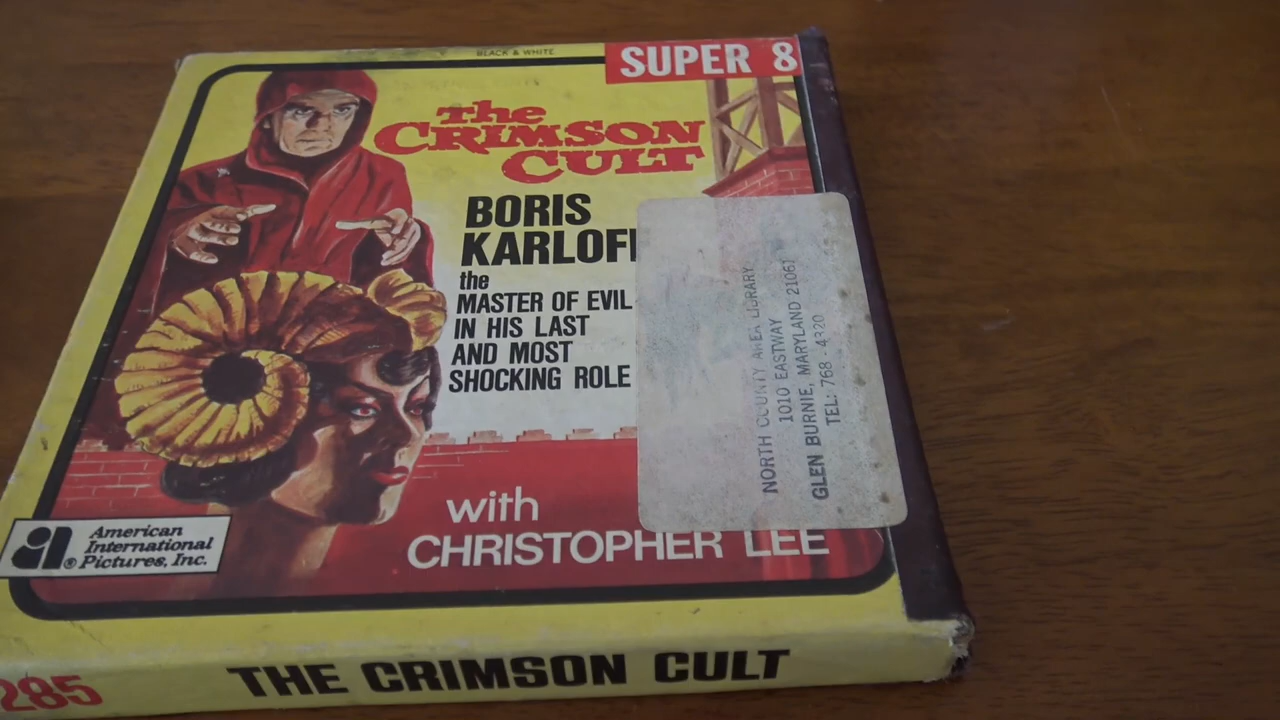 BLACK & WHITE
SUPER 8
The
CRIMSON
CULT
BORIS
KARLOFF
the
MASTER OF EVIL
IN HIS LAST
AND MOST
SHOCKING ROLE
NORTH COUNTY AREA LIBRARY
1010 EASTWAY
GLEN BURNIE, MARYLAND 21061
TEL: 768-4320
with
CHRISTOPHER LEE
American
International
® Pictures, Inc.
285
THE CRIMSON CULT